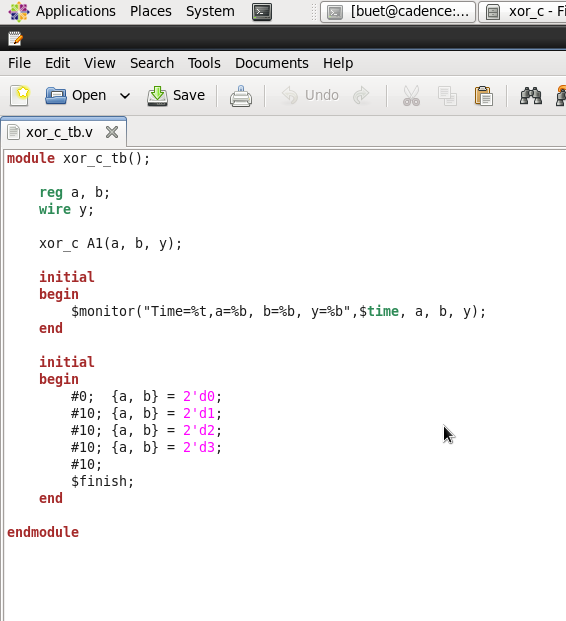 Applications Places System [buet@cadence:... xor_c - Fi
File Edit View Search Tools Documents Help
Open Save Undo
xor_c_tb.v
module xor_c_tb();
reg a, b;
wire y;
xor_c A1(a, b, y);
initial
begin
$monitor("Time=%t,a=%b, b=%b, y=%b",$time, a, b, y);
end
initial
begin
#0;  {a, b} = 2'd0;
#10; {a, b} = 2'd1;
#10; {a, b} = 2'd2;
#10; {a, b} = 2'd3;
#10;
$finish;
end
endmodule